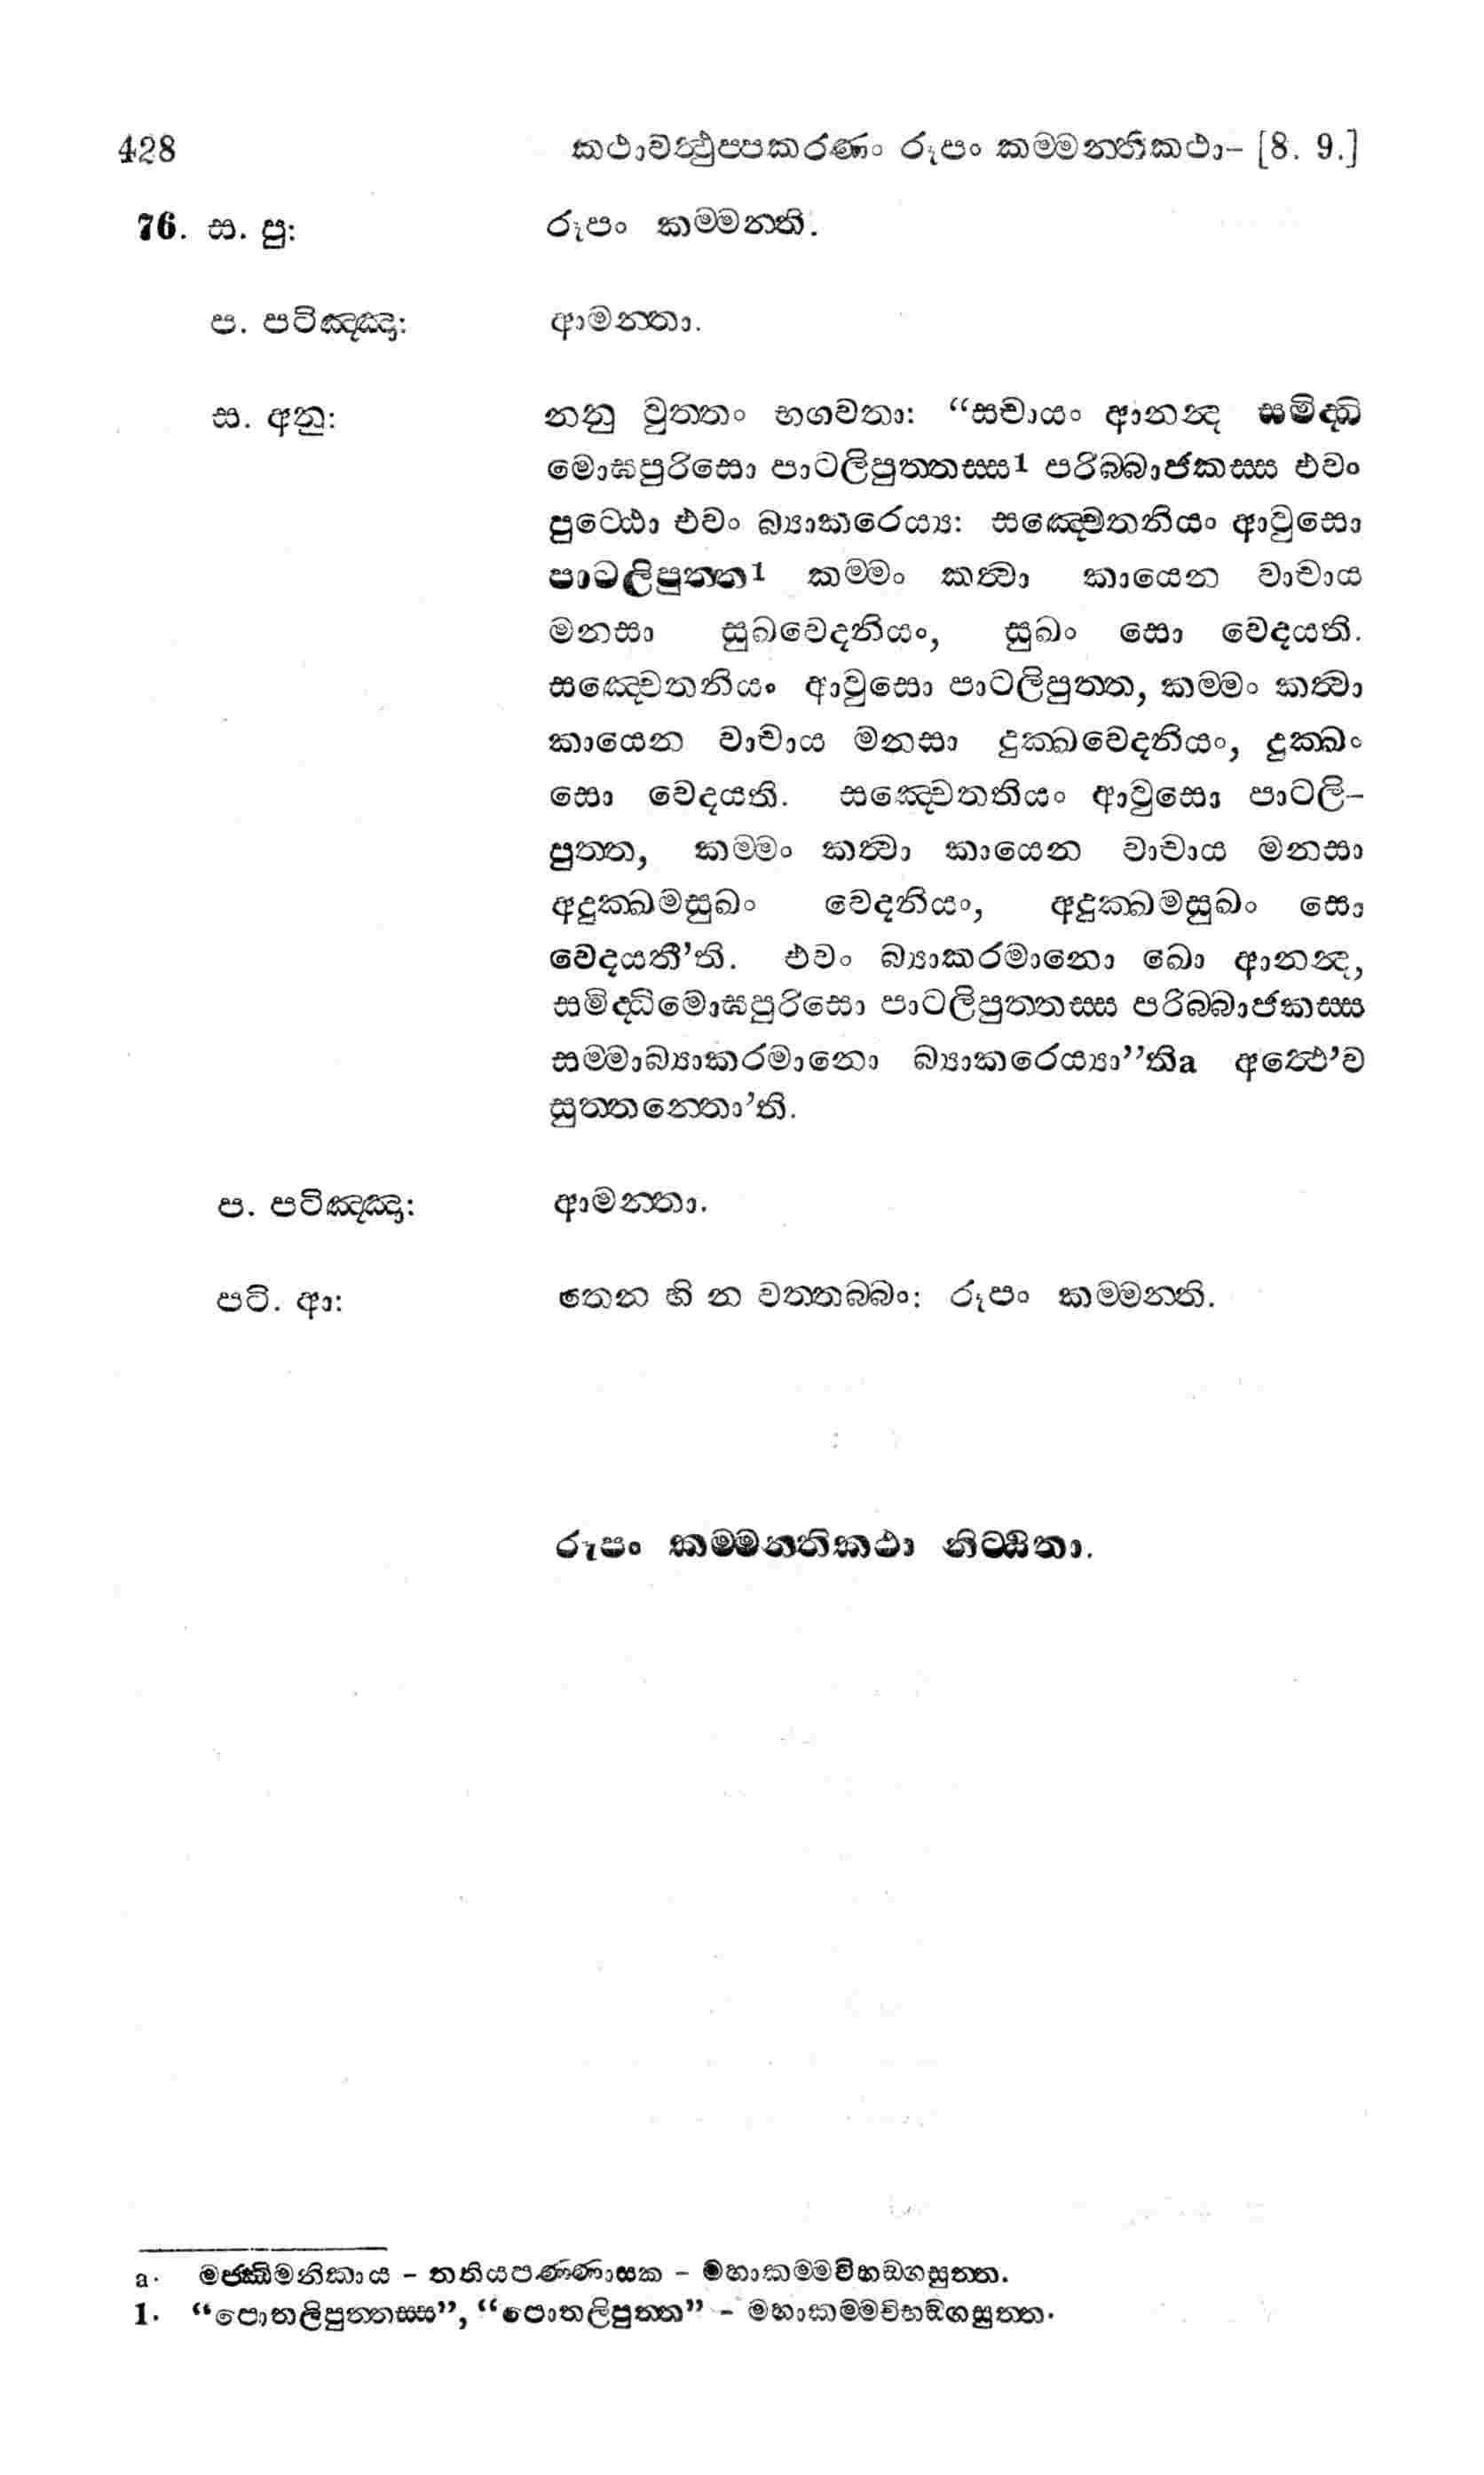 428 කථාවත්‍ථුප‍්පකරණං රූපං කම‍්මන‍්තිකථා- [8. 9.]
76. ස. පු: රූපං කම‍්මන‍්ති.
ප. පටිඤ‍්ඤා: ආමන‍්තා.
ස. අනු: නනු වුත‍්තං භගවතා: “සචායං ආනන්‍ද සමිද්‍ධි
මොඝපුරිසො පාටලිපුත‍්තස‍්ස1 පරිබ‍්බාජකස‍්ස එවං
පුට‍්ඨො එවං බ්‍යාකරෙය්‍ය: සඤ‍්චෙතනියං ආවුසො
පාටලිපුත‍්ත1 කම‍්මං කත්‍වා කායෙන වාචාය
මනසා සුඛවෙදනියං, සුඛං සො වෙදයති.
සඤ‍්චෙතනියං ආවුසො පාටලිපුත‍්ත, කම‍්මං කත්‍වා
කායෙන වාචාය මනසා දුක‍්ඛවෙදනියං, දුක‍්ඛං
සො වෙදයති. සඤ‍්චෙතනියං ආවුසො පාටලි-
පුත‍්ත, කම‍්මං කත්‍වා කායෙන වාචාය මනසා
අදුක‍්ඛමසුඛං වෙදනියං, අදුක‍්ඛමසුඛං සො
වෙදයතී’ති. එවං බ්‍යාකරමානො ඛො ආනන්‍ද,
සමිද්‍ධිමොඝපුරිසො පාටලිපුත‍්තස‍්ස පරිබ‍්බාජකස‍්ස
සම‍්මාබ්‍යාකරමානො බ්‍යාකරෙය්‍යා”තිa අත්‍ථෙ’ව
සුත‍්තන‍්තො’ති.
ප. පටිඤ‍්ඤා: ආමන‍්තා.
පටි. ආ: තෙන හි න වත‍්තබ‍්බං: රූපං කම‍්මන‍්ති.
රූපං කම‍්මන‍්තිකථා නිට‍්ඨිතා.
a. මජ‍්ඣිමනිකාය - තතියපණ‍්ණාසක - මහාකම‍්මවිභඞ‍්ගසුත‍්ත.
1. “පොතලිපුත‍්තස‍්ස”, “පොතලිපුත‍්ත” - මහාකම‍්මවිභඞ‍්ගසුත‍්ත.